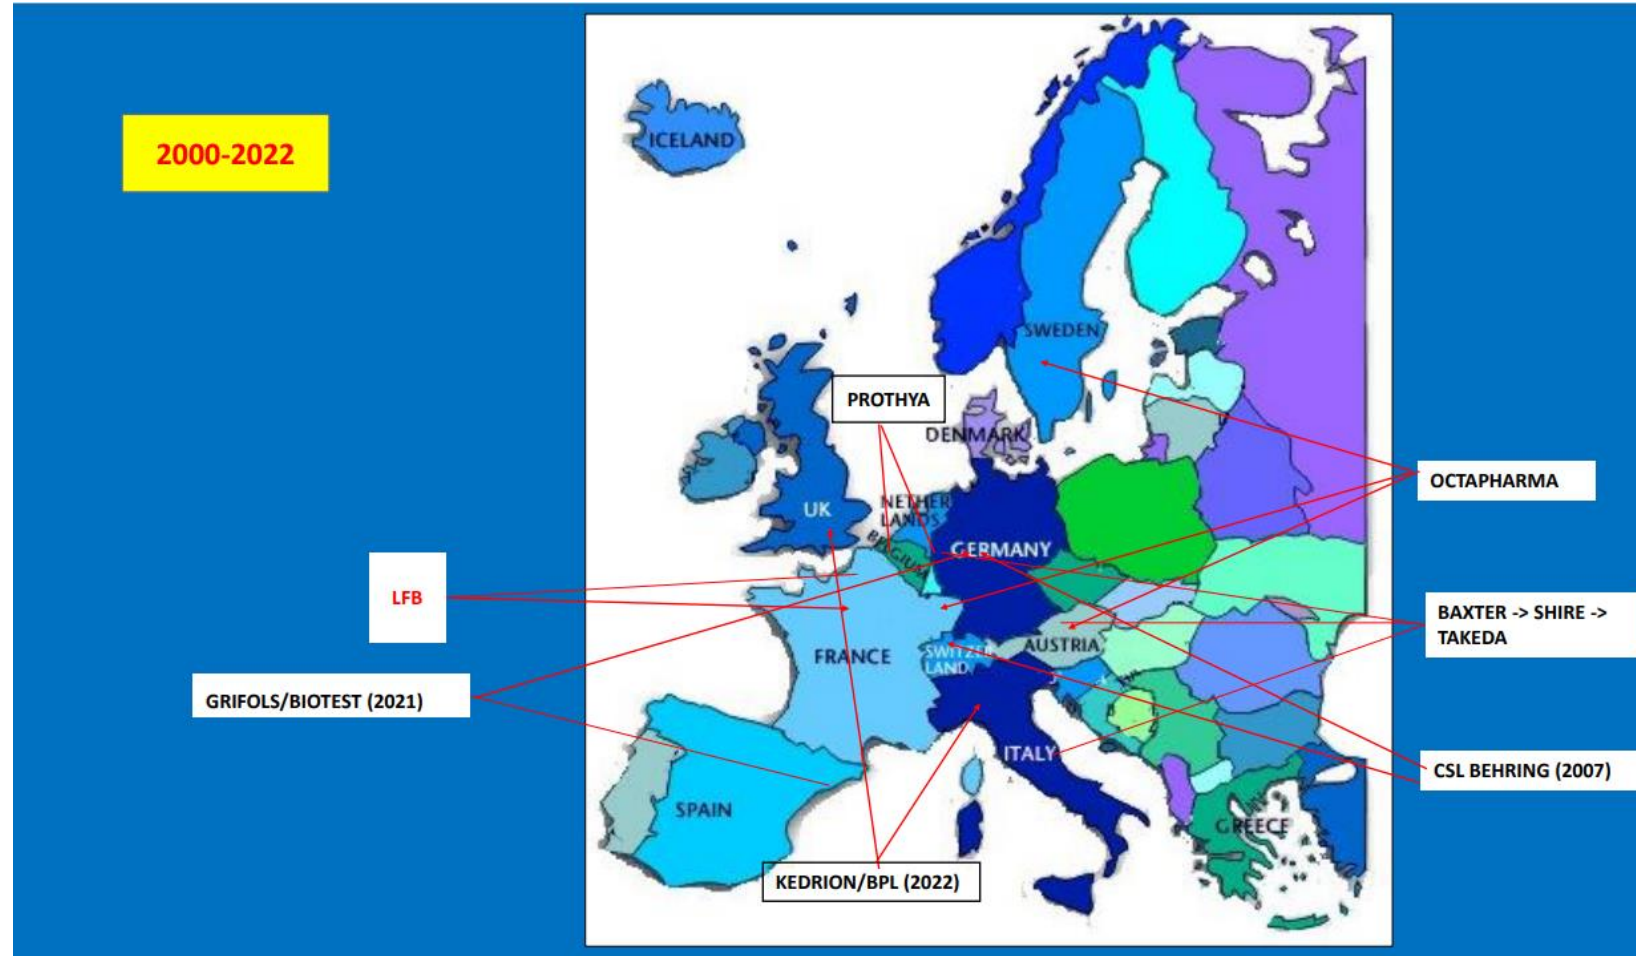 2000-2022
ICELAND
SWEDEN
PROTHYA
DENMARK
OCTAPHARMA
NETHER
LANDS
UK
BELGIUM
GERMANY
LFB
BAXTER -> SHIRE ->
TAKEDA
AUSTRIA
FRANCE
SWITZER
LAND
GRIFOLS/BIOTEST (2021)
ITALY
CSL BEHRING (2007)
SPAIN
GREECE
KEDRION/BPL (2022)